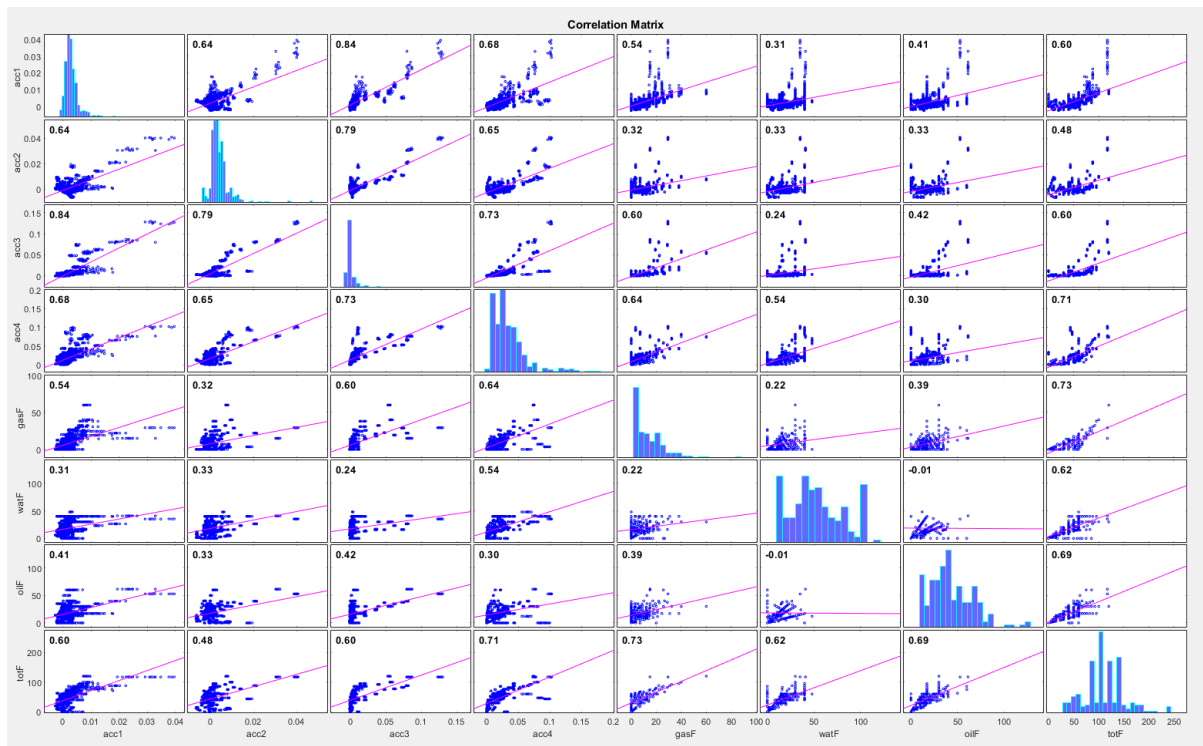 Correlation Matrix
acc1 0.04 0.03 0.02 0.01 0 0.64 0.84 0.68 0.54 0.31 0.41 0.60
acc2 0.04 0.02 0 0.64 0.79 0.65 0.32 0.33 0.33 0.48
acc3 0.15 0.1 0.05 0 0.84 0.79 0.73 0.60 0.24 0.42 0.60
acc4 0.2 0.15 0.1 0.05 0 0.68 0.65 0.73 0.64 0.54 0.30 0.71
gasF 100 50 0 0.54 0.32 0.60 0.64 0.22 0.39 0.73
watF 100 50 0 0.31 0.33 0.24 0.54 0.22 -0.01 0.62
oilF 100 50 0 0.41 0.33 0.42 0.30 0.39 -0.01 0.69
totF 200 100 0 0.60 0.48 0.60 0.71 0.73 0.62 0.69
0 0.01 0.02 0.03 0.04 0.02 0.04 0 0.05 0.1 0.15 0 0.05 0.1 0.15 0.2 0 20 40 60 80 100 0 50 100 0 50 100 0 50 100 150 200 250
acc1 acc2 acc3 acc4 gasF watF oilF totF